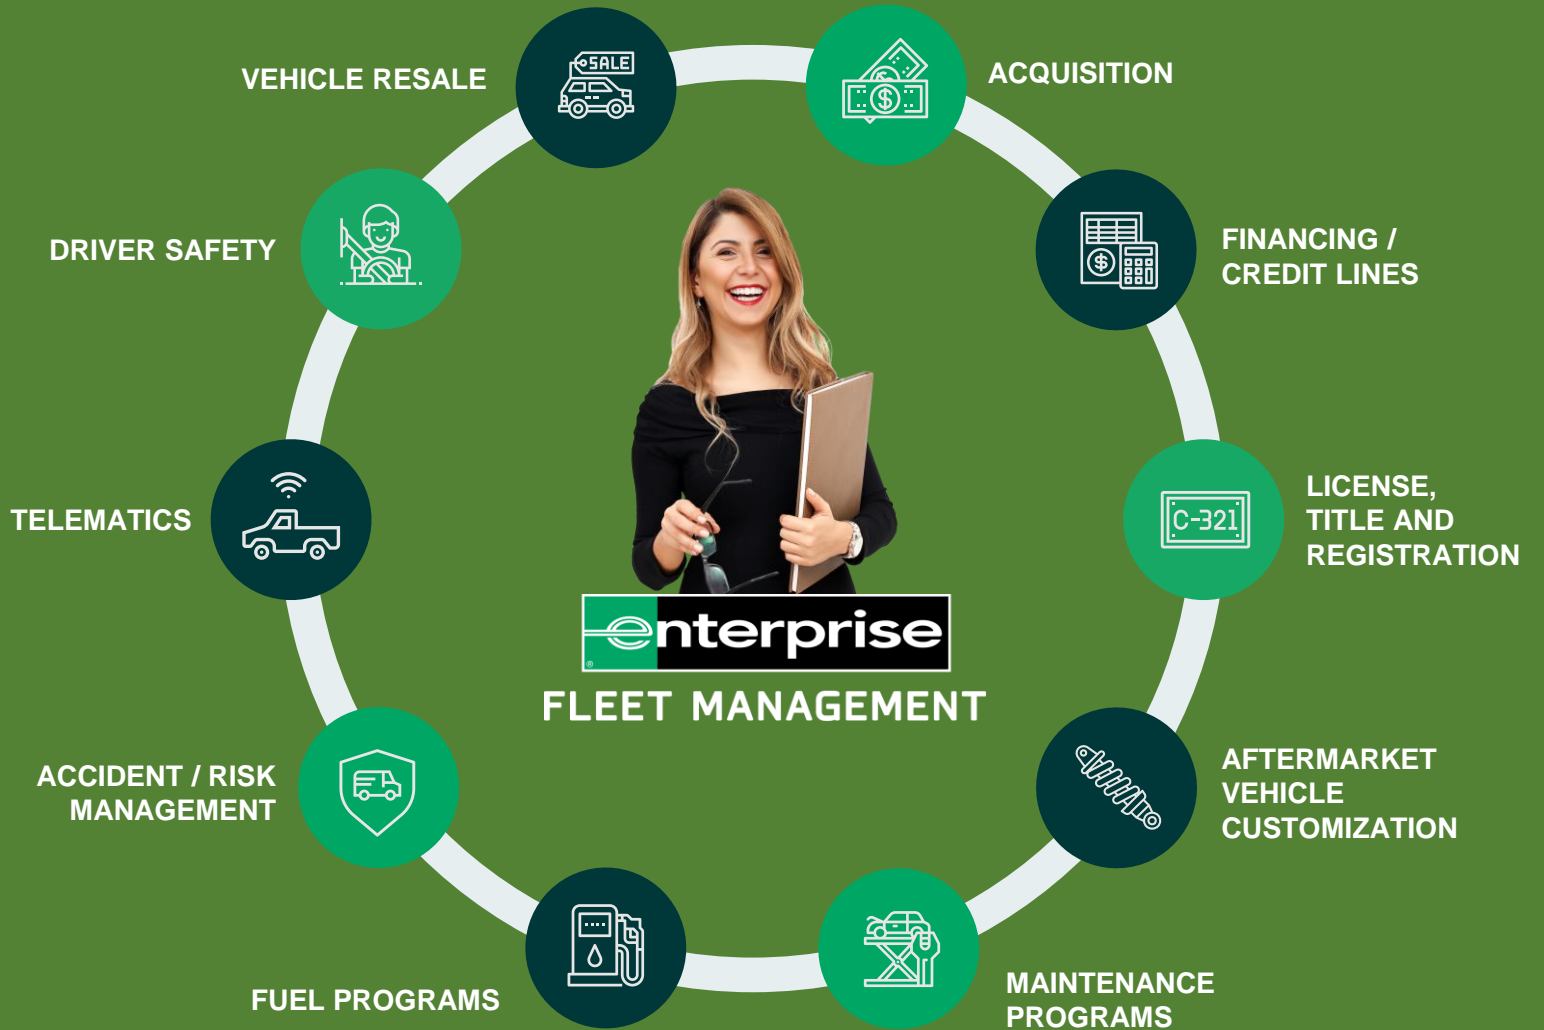 SALE
VEHICLE RESALE
ACQUISITION
FINANCING /
CREDIT LINES
LICENSE,
TITLE AND
REGISTRATION
C-321
AFTERMARKET
VEHICLE
CUSTOMIZATION
MAINTENANCE
PROGRAMS
FUEL PROGRAMS
ACCIDENT / RISK
MANAGEMENT
TELEMATICS
DRIVER SAFETY
enterprise
®
FLEET MANAGEMENT